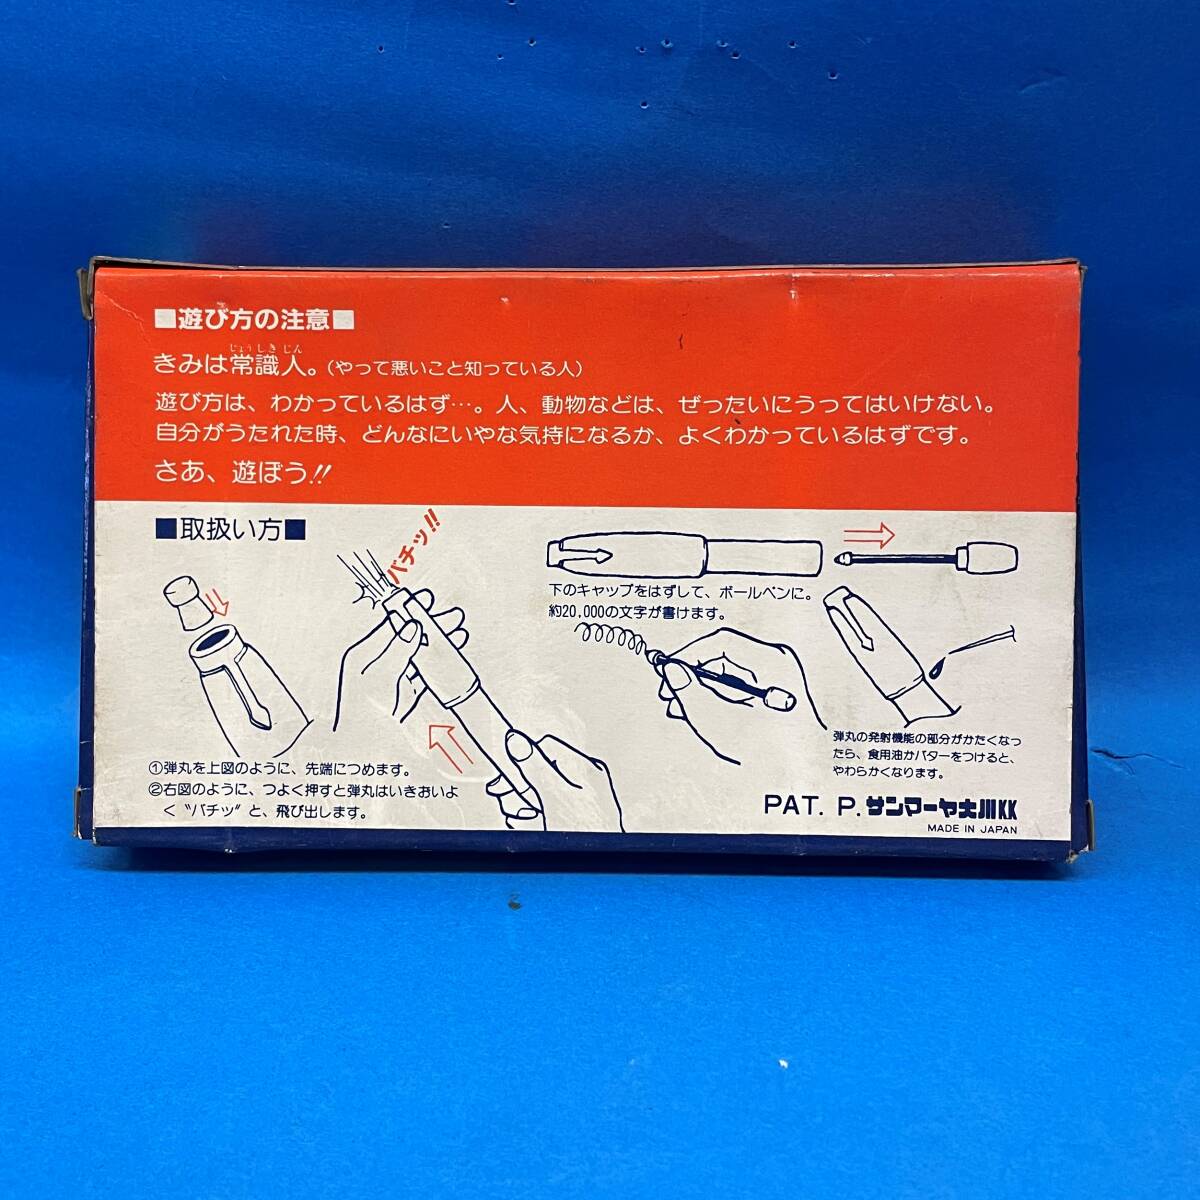 ■遊び方の注意■
じょうしきじん
きみは常識人。(やって悪いこと知っている人)
遊び方は、わかっているはず…。人、動物などは、ぜったいにうってはいけない。
自分がうたれた時、どんなにいやな気持になるか、よくわかっているはずです。
さあ、遊ぼう!!
■取扱い方■
バチッ!!
①弾丸を上図のように、先端につめます。
②右図のように、つよく押すと弾丸はいきおいよ
く〝バチッ〟と、飛び出します。
下のキャップをはずして、ボールペンに。
約20,000の文字が書けます。
弾丸の発射機能の部分がかたくなっ
たら、食用油かバターをつけると、
やわらかくなります。
PAT. P. サンマーヤ大川KK
MADE IN JAPAN